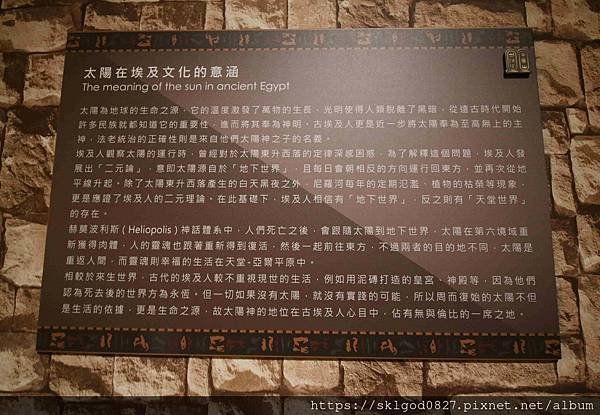 太陽在埃及文化的意涵
The meaning of the sun in ancient Egypt
太陽為地球的生命之源，它的溫度激發了萬物的生長，光明使得人類脫離了黑暗，從遠古時代開始
許多民族就都知道它的重要性，進而將其奉為神明。古埃及人更是近一步將太陽奉為至高無上的主
神，法老統治的正確性則是來自他們太陽神之子的名義。
埃及人觀察太陽的運行時，曾經對於太陽東升西落的定律深感困惑，為了解釋這個問題，埃及人發
展出「二元論」，意即太陽源自於「地下世界」，且每日會朝相反的方向運行回東方，並再次從地
平線升起。除了太陽東升西落產生的白天黑夜之外，尼羅河每年的定期氾濫、植物的枯榮等現象，
更是應證了埃及人的二元理論。在此基礎下，埃及人相信有「地下世界」，反之則有「天堂世界」
的存在。
赫莫波利斯 ( Heliopolis ) 神話體系中，人們死亡之後，會跟隨太陽到地下世界，太陽在第六境域重
新獲得肉體，人的靈魂也跟著重新得到復活，然後一起前往東方，不過兩者的目的地不同，太陽是
重返人間，而靈魂則幸福的生活在天堂-亞爾平原中。
相較於來生世界，古代的埃及人較不重視現世的生活，例如用泥磚打造的皇宮、神殿等，因為他們
認為死去後的世界方為永恆。但一切如果沒有太陽，就沒有實踐的可能，所以周而復始的太陽不但
是生活的依據，更是生命之源，故太陽神的地位在古埃及人心目中，佔有無與倫比的一席之地。
https://sklgod0827.pixnet.net/album